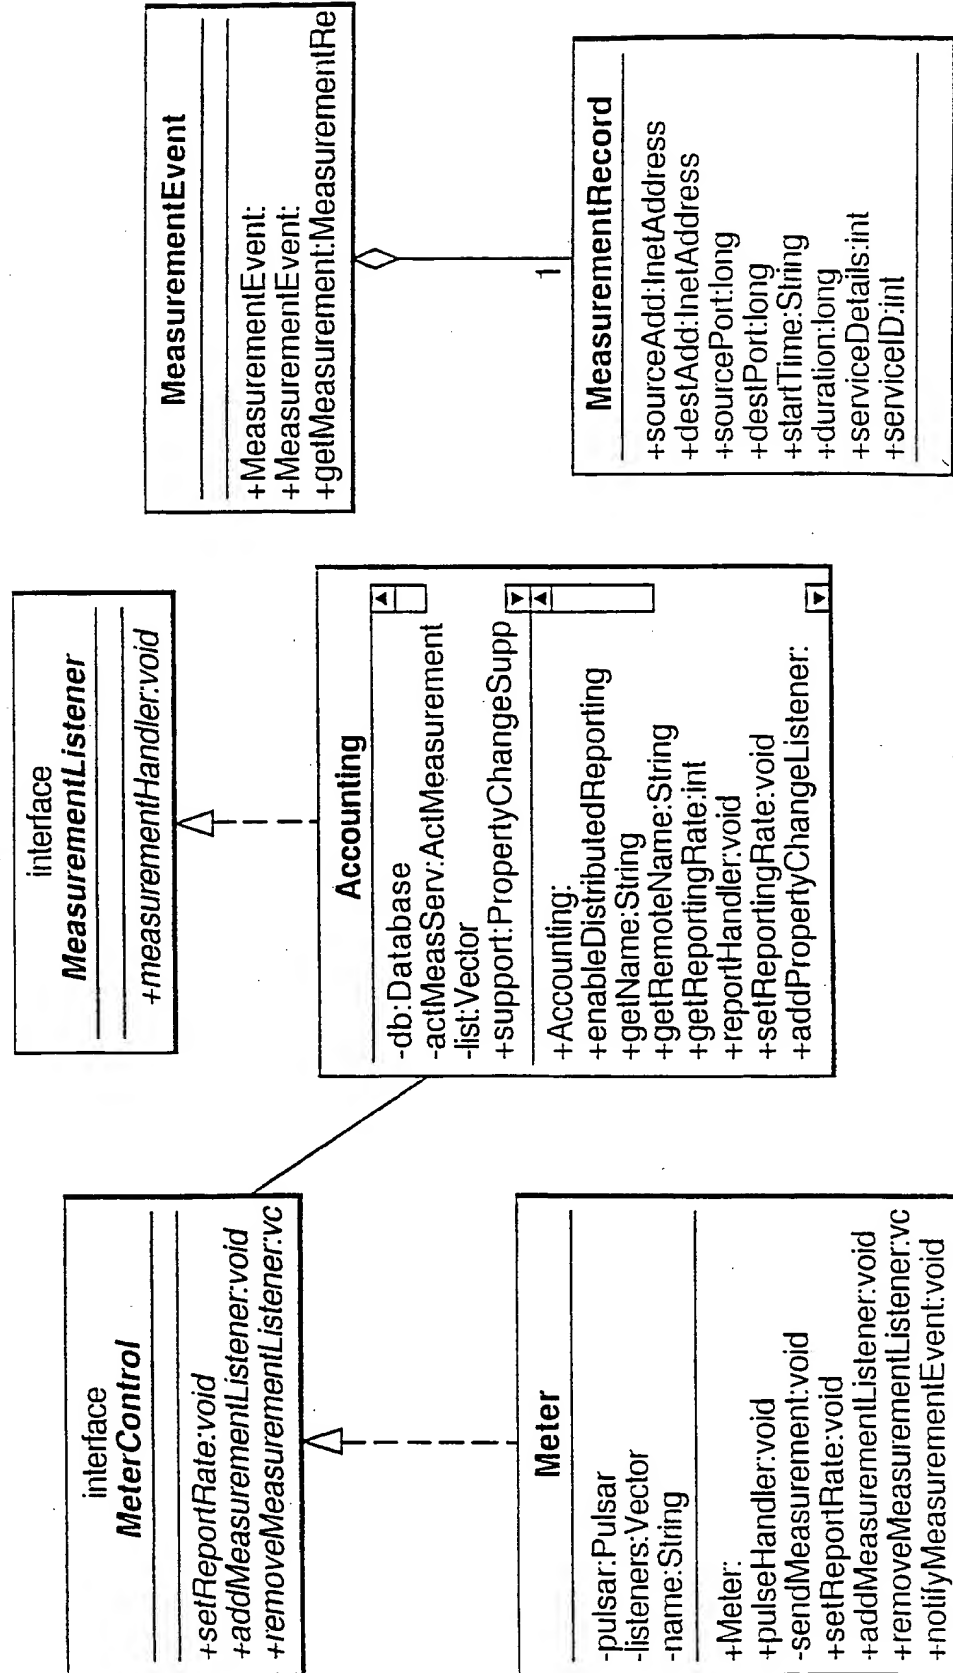 interface
MeterControl
+setReportRate:void
+addMeasurementListener:void
+removeMeasurementListener:vc
Meter
-pulsar:Pulsar
-listeners:Vector
-name:String
+Meter:
+pulseHandler:void
-sendMeasurement:void
+setReportRate:void
+addMeasurementListener:void
+removeMeasurementListener:vc
+notifyMeasurementEvent:void
interface
MeasurementListener
+measurementHandler:void
Accounting
-db:Database
-actMeasServ:ActMeasurement
-list:Vector
+support:PropertyChangeSupp
+Accounting:
+enableDistributedReporting
+getName:String
+getRemoteName:String
+getReportingRate:int
+reportHandler:void
+setReportingRate:void
+addPropertyChangeListener:
MeasurementEvent
+MeasurementEvent:
+MeasurementEvent:
+getMeasurement:MeasurementRe
1
MeasurementRecord
+sourceAdd:InetAddress
+destAdd:InetAddress
+sourcePort:long
+destPort:long
+startTime:String
+duration:long
+serviceDetails:int
+serviceID:int